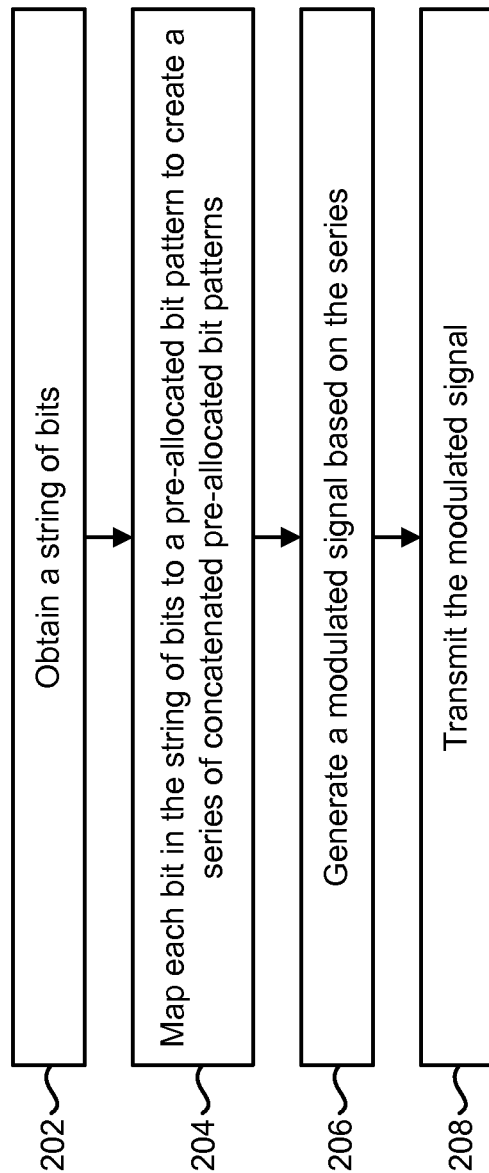 202
Obtain a string of bits
204
Map each bit in the string of bits to a pre-allocated bit pattern to create a
series of concatenated pre-allocated bit patterns
206
Generate a modulated signal based on the series
208
Transmit the modulated signal